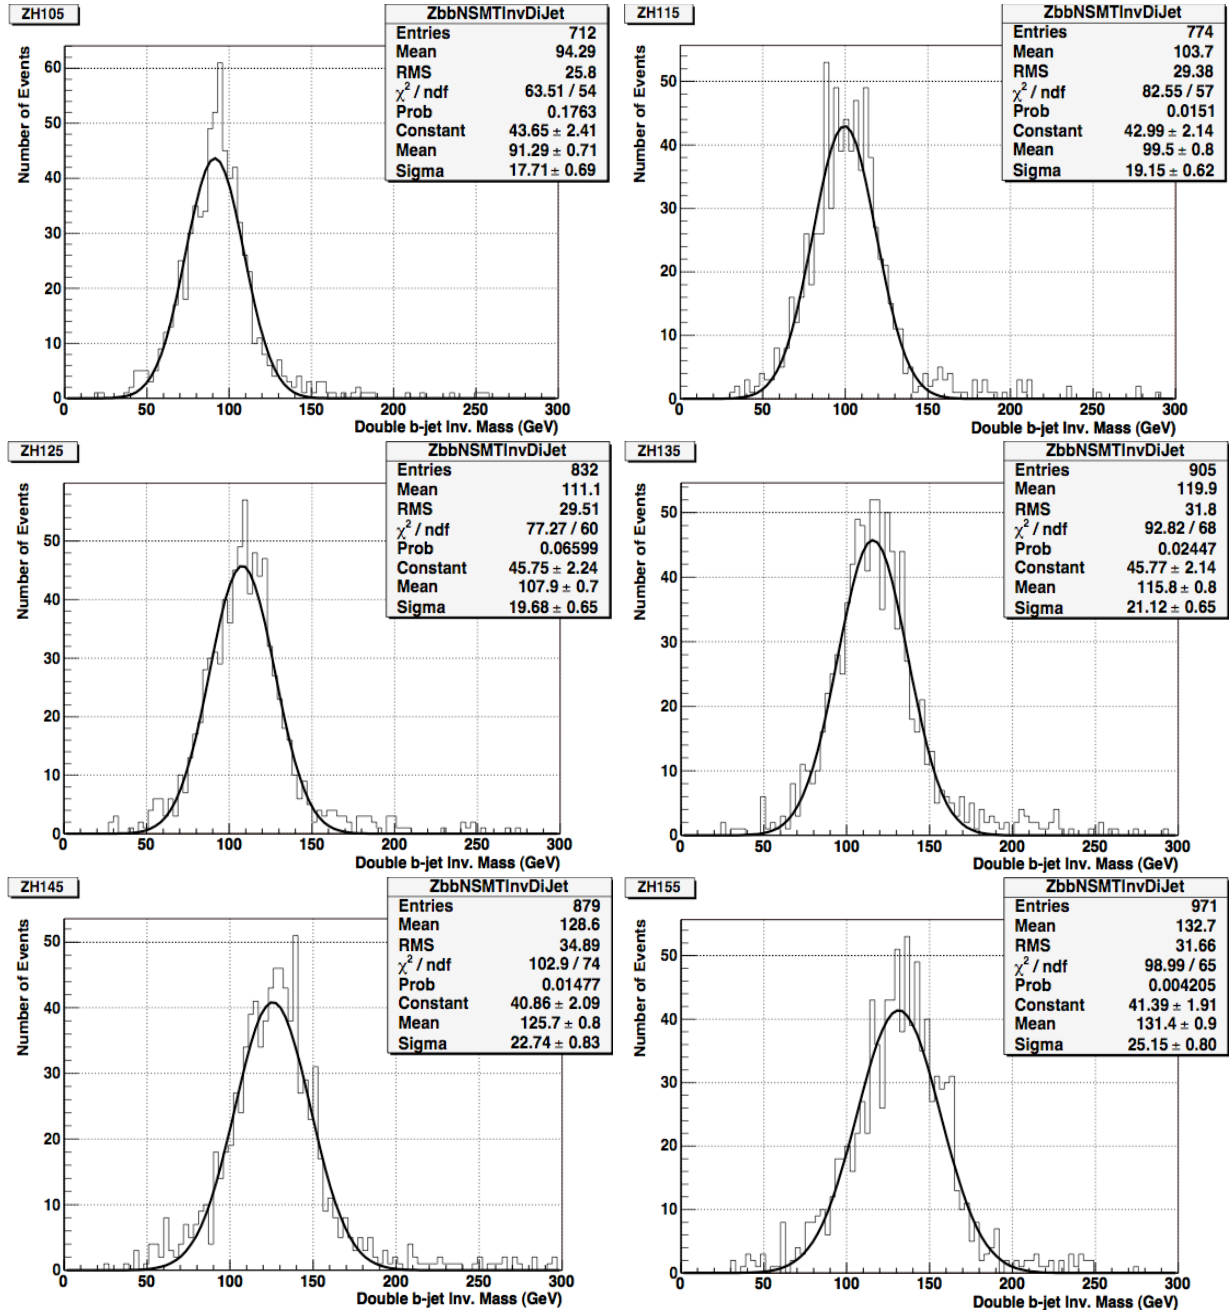 ZH105
ZbbNSMTInvDiJet
Entries 712
Mean 94.29
RMS 25.8
χ² / ndf 63.51 / 54
Prob 0.1763
Constant 43.65 ± 2.41
Mean 91.29 ± 0.71
Sigma 17.71 ± 0.69
Number of Events
60
50
40
30
20
10
0
0 50 100 150 200 250 300
Double b-jet Inv. Mass (GeV)
ZH115
ZbbNSMTInvDiJet
Entries 774
Mean 103.7
RMS 29.38
χ² / ndf 82.55 / 57
Prob 0.0151
Constant 42.99 ± 2.14
Mean 99.5 ± 0.8
Sigma 19.15 ± 0.62
Number of Events
50
40
30
20
10
0
0 50 100 150 200 250 300
Double b-jet Inv. Mass (GeV)
ZH125
ZbbNSMTInvDiJet
Entries 832
Mean 111.1
RMS 29.51
χ² / ndf 77.27 / 60
Prob 0.06599
Constant 45.75 ± 2.24
Mean 107.9 ± 0.7
Sigma 19.68 ± 0.65
Number of Events
50
40
30
20
10
0
0 50 100 150 200 250 300
Double b-jet Inv. Mass (GeV)
ZH135
ZbbNSMTInvDiJet
Entries 905
Mean 119.9
RMS 31.8
χ² / ndf 92.82 / 68
Prob 0.02447
Constant 45.77 ± 2.14
Mean 115.8 ± 0.8
Sigma 21.12 ± 0.65
Number of Events
50
40
30
20
10
0
0 50 100 150 200 250 300
Double b-jet Inv. Mass (GeV)
ZH145
ZbbNSMTInvDiJet
Entries 879
Mean 128.6
RMS 34.89
χ² / ndf 102.9 / 74
Prob 0.01477
Constant 40.86 ± 2.09
Mean 125.7 ± 0.8
Sigma 22.74 ± 0.83
Number of Events
50
40
30
20
10
0
0 50 100 150 200 250 300
Double b-jet Inv. Mass (GeV)
ZH155
ZbbNSMTInvDiJet
Entries 971
Mean 132.7
RMS 31.66
χ² / ndf 98.99 / 65
Prob 0.004205
Constant 41.39 ± 1.91
Mean 131.4 ± 0.9
Sigma 25.15 ± 0.80
Number of Events
50
40
30
20
10
0
0 50 100 150 200 250 300
Double b-jet Inv. Mass (GeV)